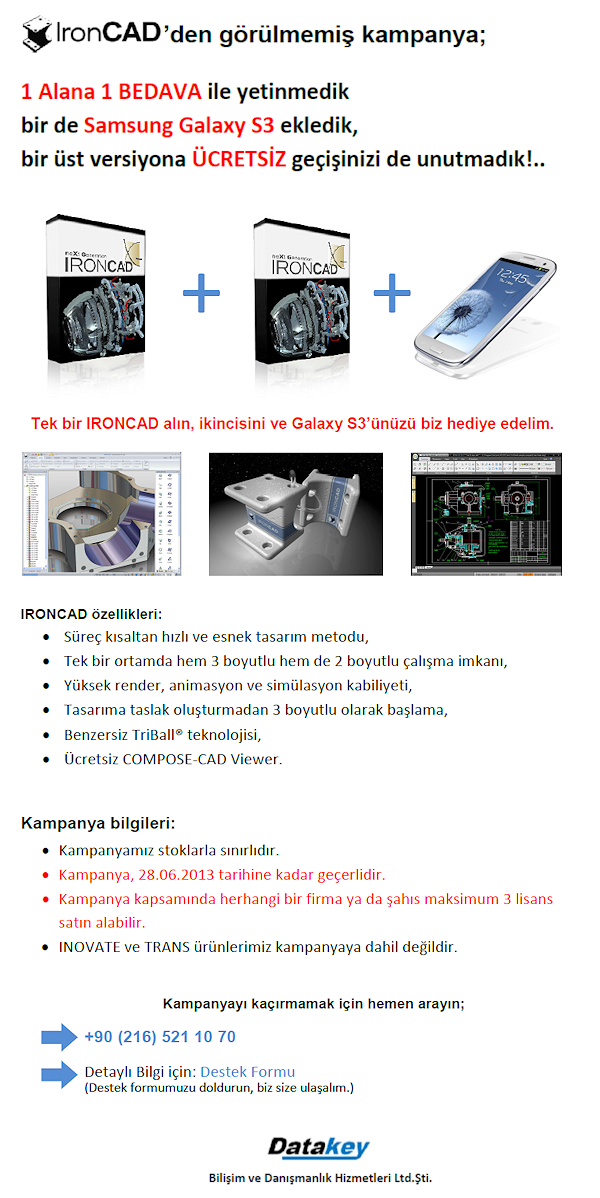 IronCAD'den görülmemiş kampanya;
1 Alana 1 BEDAVA ile yetinmedik
bir de Samsung Galaxy S3 ekledik,
bir üst versiyona ÜCRETSİZ geçişinizi de unutmadık!..
neXt Generation
IRONCAD
neXt Generation
IRONCAD
12:45
Tek bir IRONCAD alın, ikincisini ve Galaxy S3'ünüzü biz hediye edelim.
IRONCAD
IRONCAD özellikleri:
• Süreç kısaltan hızlı ve esnek tasarım metodu,
• Tek bir ortamda hem 3 boyutlu hem de 2 boyutlu çalışma imkanı,
• Yüksek render, animasyon ve simülasyon kabiliyeti,
• Tasarıma taslak oluşturmadan 3 boyutlu olarak başlama,
• Benzersiz TriBall® teknolojisi,
• Ücretsiz COMPOSE-CAD Viewer.
Kampanya bilgileri:
• Kampanyamız stoklarla sınırlıdır.
• Kampanya, 28.06.2013 tarihine kadar geçerlidir.
• Kampanya kapsamında herhangi bir firma ya da şahıs maksimum 3 lisans
satın alabilir.
• INOVATE ve TRANS ürünlerimiz kampanyaya dahil değildir.
Kampanyayı kaçırmamak için hemen arayın;
+90 (216) 521 10 70
Detaylı Bilgi için: Destek Formu
(Destek formumuzu doldurun, biz size ulaşalım.)
Datakey
Bilişim ve Danışmanlık Hizmetleri Ltd.Şti.